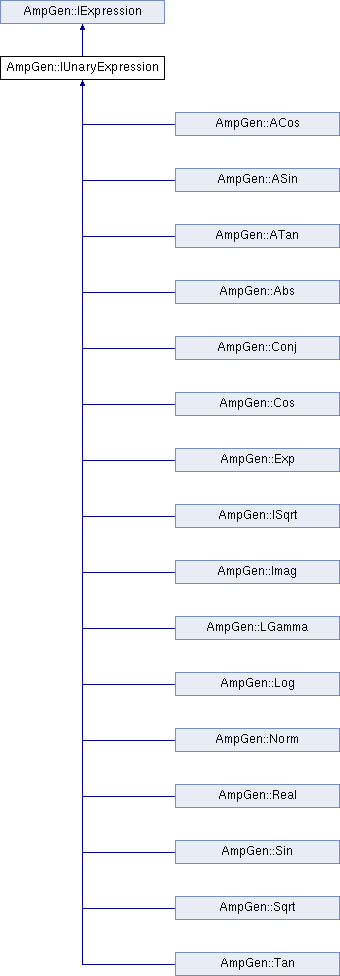 AmpGen::IExpression
AmpGen::IUnaryExpression
AmpGen::ACos
AmpGen::ASin
AmpGen::ATan
AmpGen::Abs
AmpGen::Conj
AmpGen::Cos
AmpGen::Exp
AmpGen::ISqrt
AmpGen::Imag
AmpGen::LGamma
AmpGen::Log
AmpGen::Norm
AmpGen::Real
AmpGen::Sin
AmpGen::Sqrt
AmpGen::Tan